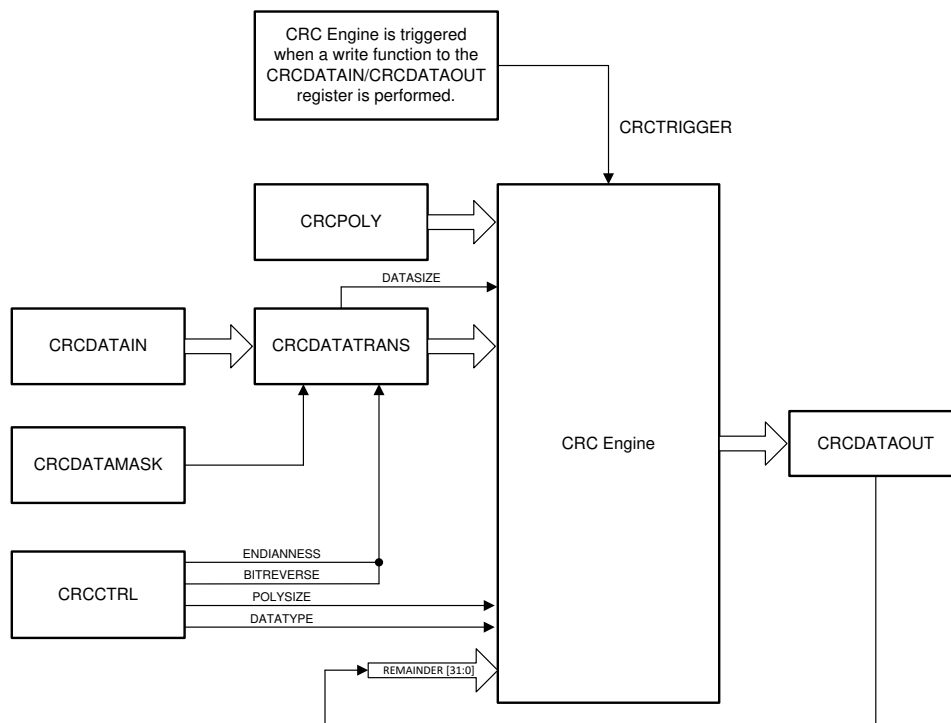 CRC Engine is triggered
when a write function to the
CRCDATAIN/CRCDATAOUT
register is performed.
CRCTRIGGER
CRCPOLY
DATASIZE
CRCDATAIN
CRCDATATRANS
CRCDATAMASK
CRC Engine
CRCDATAOUT
CRCCTRL
ENDIANNESS
BITREVERSE
POLYSIZE
DATATYPE
REMAINDER [31:0]